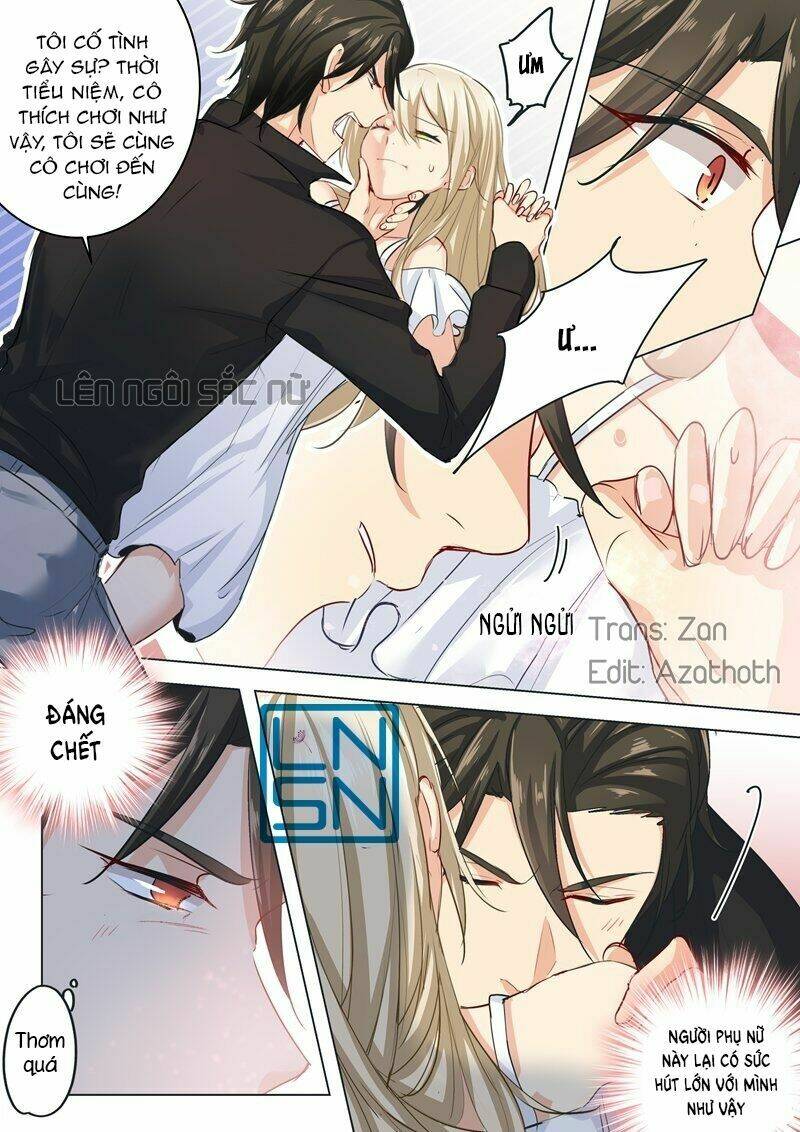 TÔI CỐ TÌNH
GÂY SỰ? THỜI
TIỂU NIỆM, CÔ
THÍCH CHƠI NHƯ
VẬY, TÔI SẼ CÙNG
CÔ CHƠI ĐẾN
CÙNG!
ƯM
Ư...
LÊN NGÔI SẮC NỮ
NGỬI NGỬI
Trans: Zan
Edit: Azathoth
ĐÁNG
CHẾT
LN
SN
Thơm
quá
NGƯỜI PHỤ NỮ
NÀY LẠI CÓ SỨC
HÚT LỚN VỚI MÌNH
NHƯ VẬY